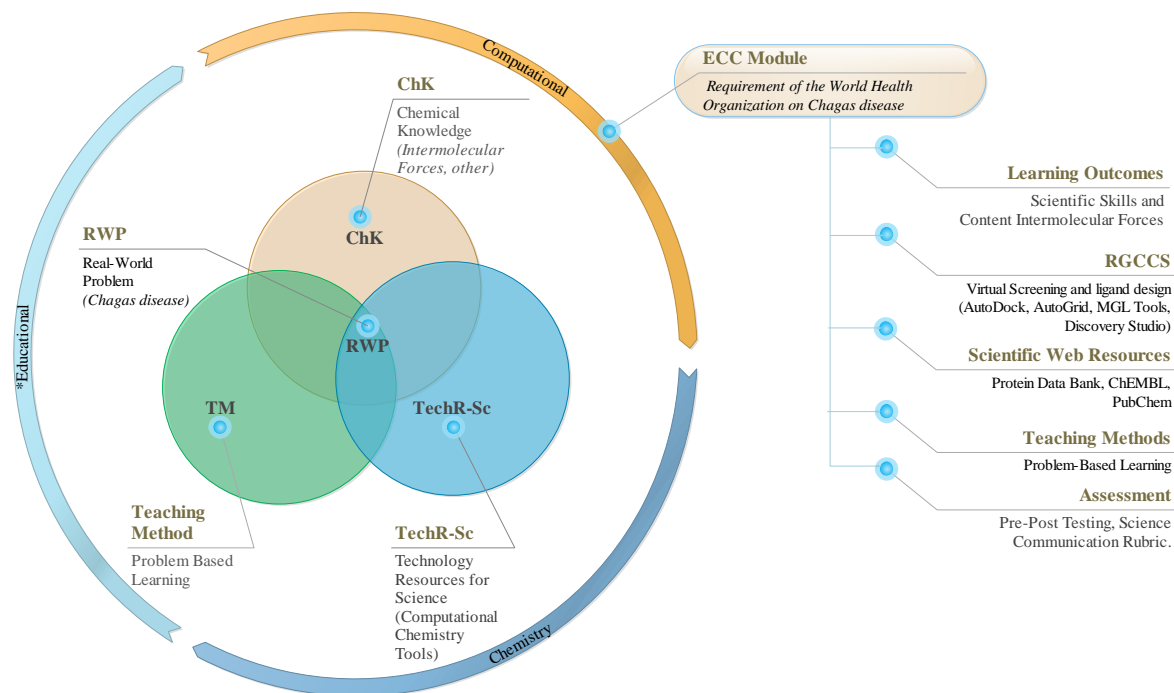 Computational
*Educational
Chemistry
ChK
Chemical
Knowledge
(Intermolecular
Forces, other)
RWP
Real-World
Problem
(Chagas disease)
ChK
RWP
TM
TechR-Sc
Teaching
Method
Problem Based
Learning
TechR-Sc
Technology
Resources for
Science
(Computational
Chemistry
Tools)
ECC Module
Requirement of the World Health
Organization on Chagas disease
Learning Outcomes
Scientific Skills and
Content Intermolecular Forces
RGCCS
Virtual Screening and ligand design
(AutoDock, AutoGrid, MGL Tools,
Discovery Studio)
Scientific Web Resources
Protein Data Bank, ChEMBL,
PubChem
Teaching Methods
Problem-Based Learning
Assessment
Pre-Post Testing, Science
Communication Rubric.